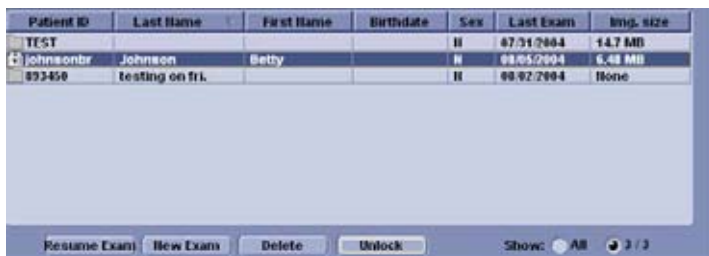 Patient ID Last Name First Name Birthdate Sex Last Exam Img. size
TEST N 07/31/2004 14.7 MB
johnsonbr Johnson Betty N 08/05/2004 6.48 MB
893450 testing on fri. N 08/02/2004 None
Resume Exam New Exam Delete Unlock Show: All 3 / 3